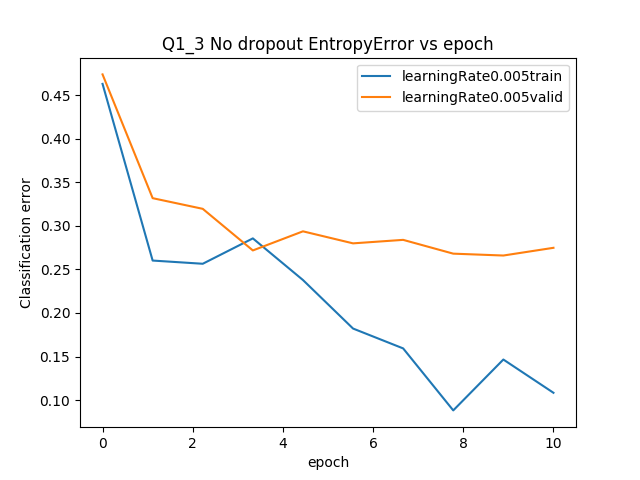 Q1_3 No dropout EntropyError vs epoch
learningRate0.005train
learningRate0.005valid
Classification error
0.45
0.40
0.35
0.30
0.25
0.20
0.15
0.10
0
2
4
6
8
10
epoch